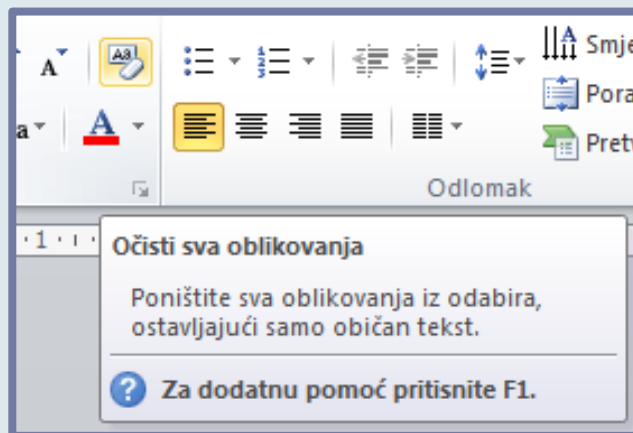 Smje
Pora
Pretv
Odlomak
Očisti sva oblikovanja
Poništite sva oblikovanja iz odabira,
ostavljajući samo običan tekst.
Za dodatnu pomoć pritisnite F1.